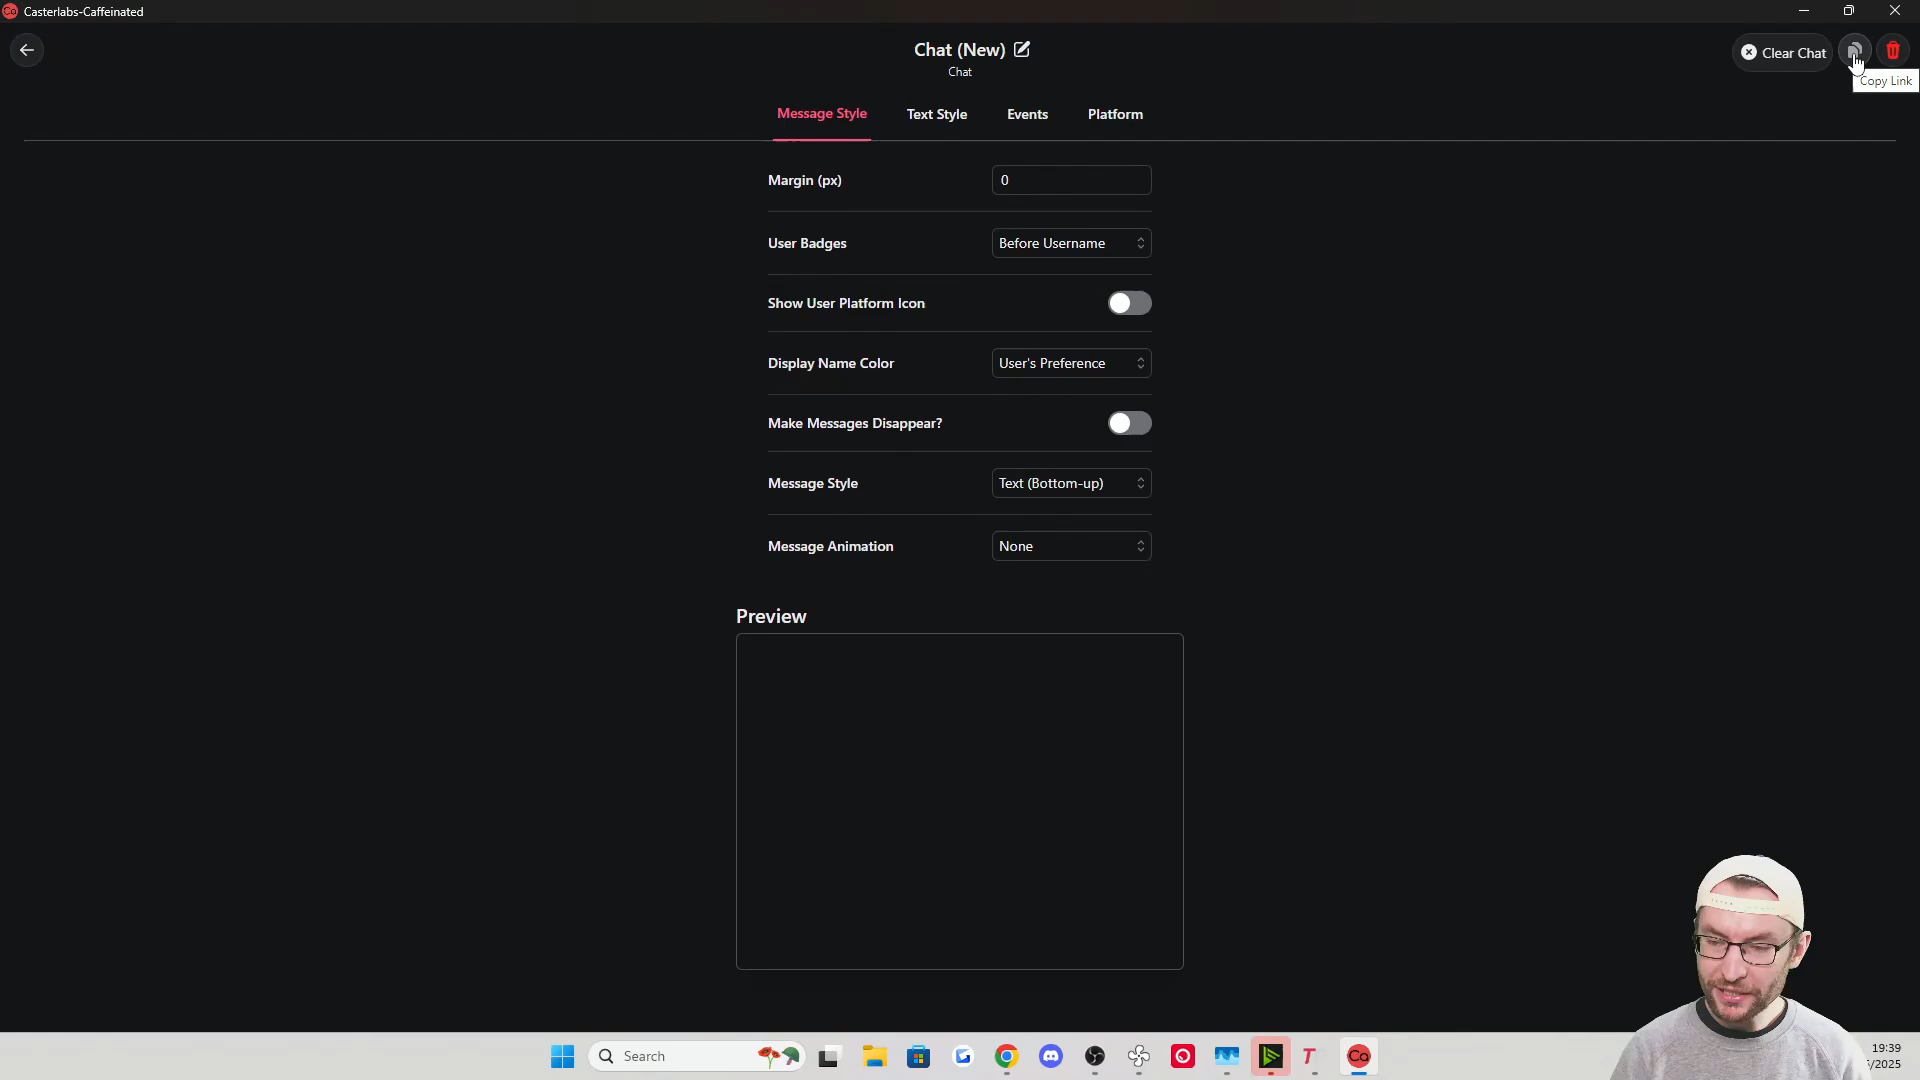 Casterlabs-Caffeinated
Chat (New)
Chat
Clear Chat
Copy Link
Message Style
Text Style
Events
Platform
Margin (px)
0
User Badges
Before Username
Show User Platform Icon
Display Name Color
User's Preference
Make Messages Disappear?
Message Style
Text (Bottom-up)
Message Animation
None
Preview
Search
19:39
/2025